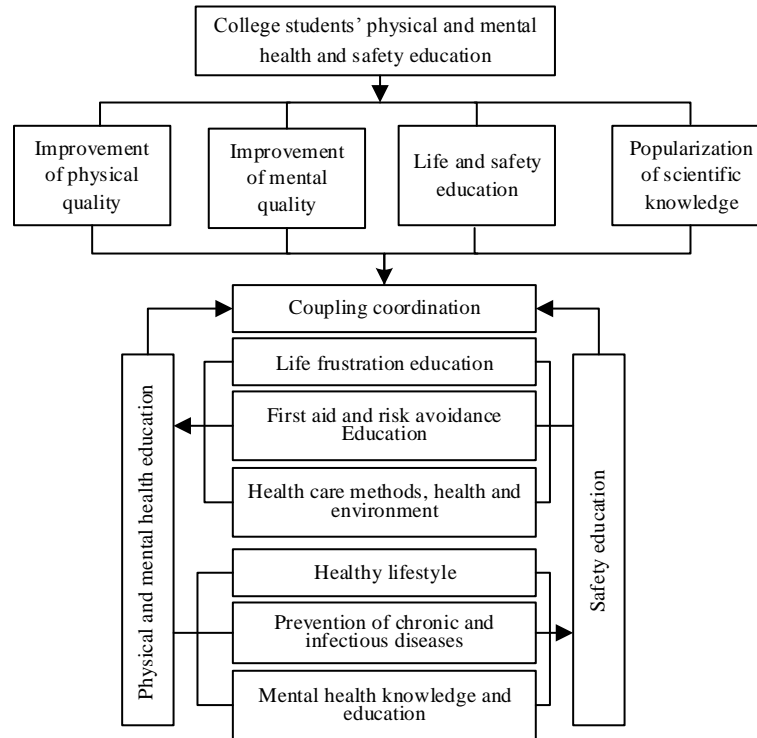 College students’ physical and mental
health and safety education
Improvement
of physical
quality
Improvement
of mental
quality
Life and safety
education
Popularization
of scientific
knowledge
Coupling coordination
Physical and mental health education
Life frustration education
First aid and risk avoidance
Education
Health care methods, health and
environment
Healthy lifestyle
Prevention of chronic and
infectious diseases
Mental health knowledge and
education
Safety education